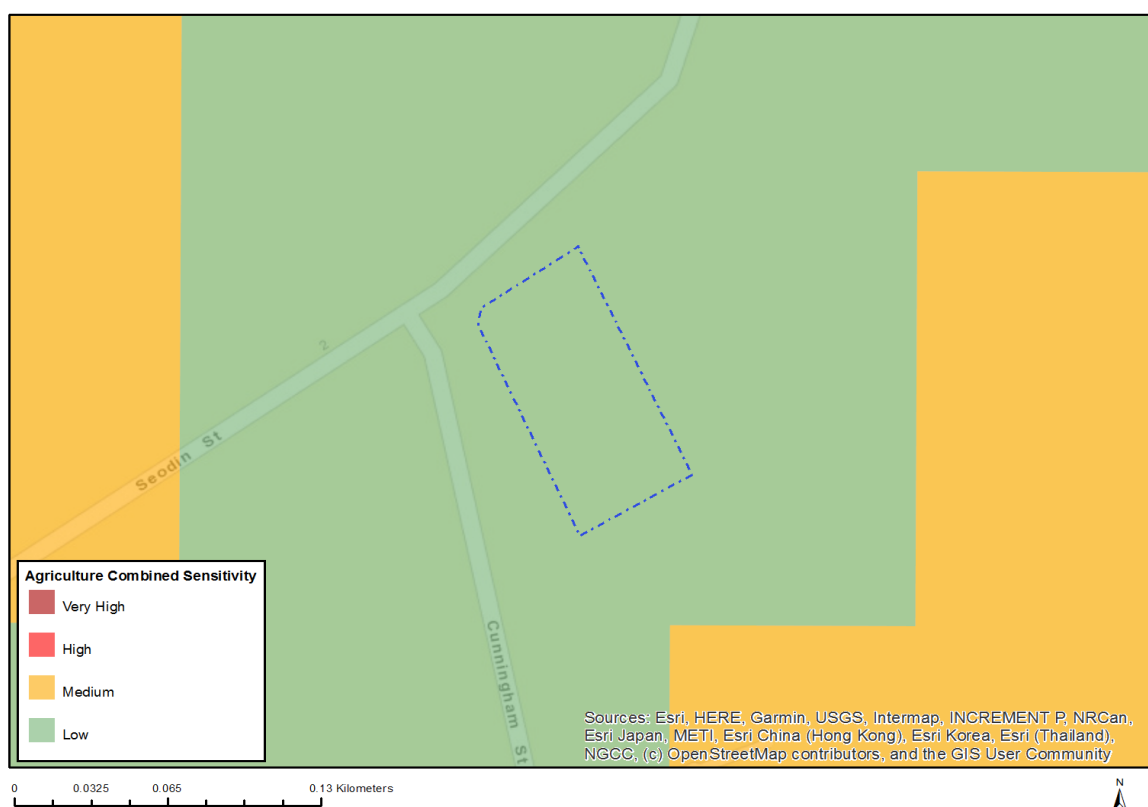 2
Seodin St
Cunningham St
Agriculture Combined Sensitivity
Very High
High
Medium
Low
Sources: Esri, HERE, Garmin, USGS, Intermap, INCREMENT P, NRCan,
Esri Japan, METI, Esri China (Hong Kong), Esri Korea, Esri (Thailand),
NGCC, (c) OpenStreetMap contributors, and the GIS User Community
0 0.0325 0.065 0.13 Kilometers
N